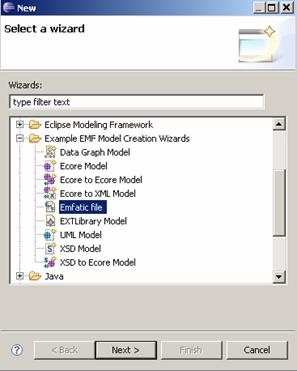 New
Select a wizard
Wizards:
type filter text
Eclipse Modeling Framework
Example EMF Model Creation Wizards
Data Graph Model
Ecore Model
Ecore to Ecore Model
Ecore to XML Model
Emfatic file
EXTLibrary Model
UML Model
XSD Model
XSD to Ecore Model
Java
? < Back Next > Finish Cancel